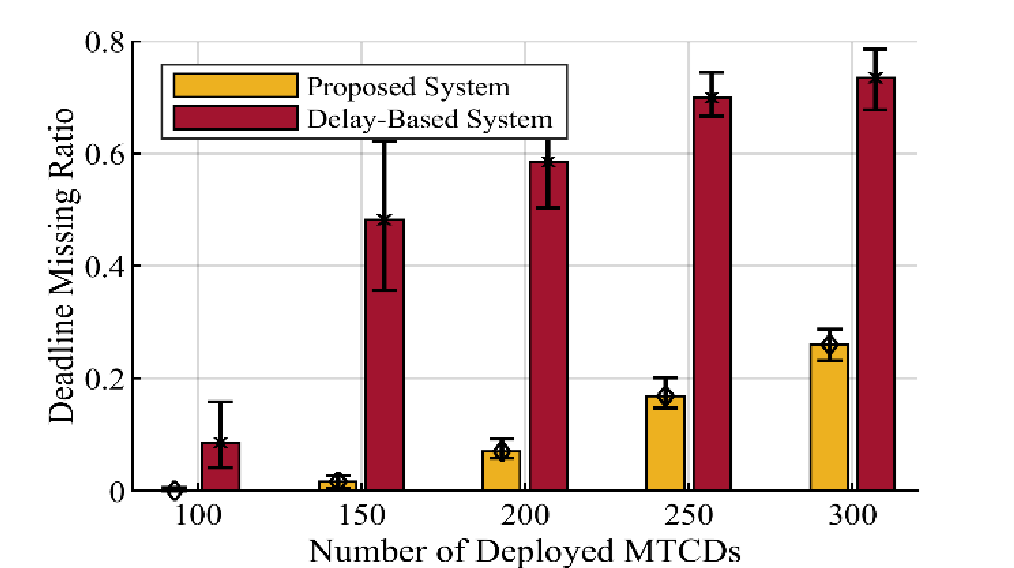 0.8
Proposed System
Delay-Based System
0.6
0.4
0.2
0
Deadline Missing Ratio
100 150 200 250 300
Number of Deployed MTCDs